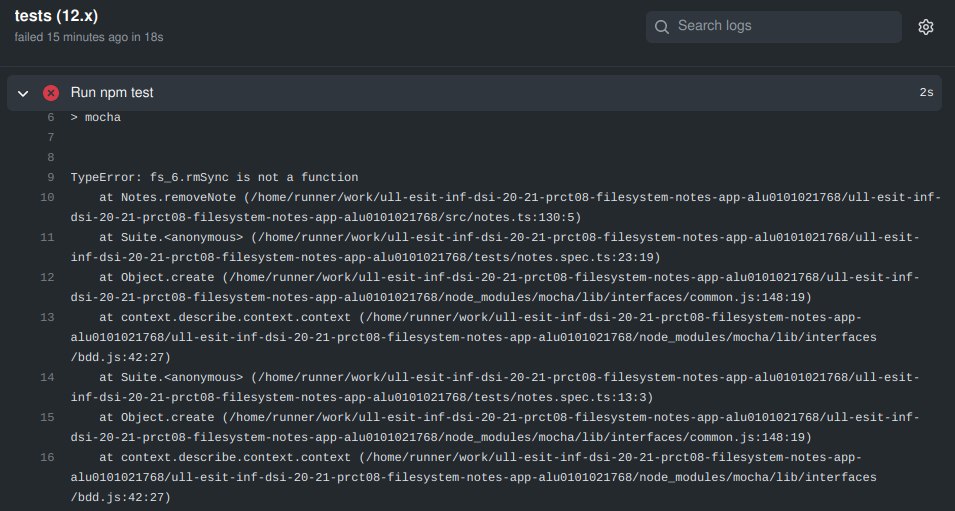 tests (12.x)
failed 15 minutes ago in 18s
Search logs
Run npm test
2s
6 > mocha
7
8
9 TypeError: fs_6.rmSync is not a function
10 at Notes.removeNote (/home/runner/work/ull-esit-inf-dsi-20-21-prct08-filesystem-notes-app-alu0101021768/ull-esit-inf-
dsi-20-21-prct08-filesystem-notes-app-alu0101021768/src/notes.ts:130:5)
11 at Suite.<anonymous> (/home/runner/work/ull-esit-inf-dsi-20-21-prct08-filesystem-notes-app-alu0101021768/ull-esit-
inf-dsi-20-21-prct08-filesystem-notes-app-alu0101021768/tests/notes.spec.ts:23:19)
12 at Object.create (/home/runner/work/ull-esit-inf-dsi-20-21-prct08-filesystem-notes-app-alu0101021768/ull-esit-inf-
dsi-20-21-prct08-filesystem-notes-app-alu0101021768/node_modules/mocha/lib/interfaces/common.js:148:19)
13 at context.describe.context.context (/home/runner/work/ull-esit-inf-dsi-20-21-prct08-filesystem-notes-app-
alu0101021768/ull-esit-inf-dsi-20-21-prct08-filesystem-notes-app-alu0101021768/node_modules/mocha/lib/interfaces
/bdd.js:42:27)
14 at Suite.<anonymous> (/home/runner/work/ull-esit-inf-dsi-20-21-prct08-filesystem-notes-app-alu0101021768/ull-esit-
inf-dsi-20-21-prct08-filesystem-notes-app-alu0101021768/tests/notes.spec.ts:13:3)
15 at Object.create (/home/runner/work/ull-esit-inf-dsi-20-21-prct08-filesystem-notes-app-alu0101021768/ull-esit-inf-
dsi-20-21-prct08-filesystem-notes-app-alu0101021768/node_modules/mocha/lib/interfaces/common.js:148:19)
16 at context.describe.context.context (/home/runner/work/ull-esit-inf-dsi-20-21-prct08-filesystem-notes-app-
alu0101021768/ull-esit-inf-dsi-20-21-prct08-filesystem-notes-app-alu0101021768/node_modules/mocha/lib/interfaces
/bdd.js:42:27)